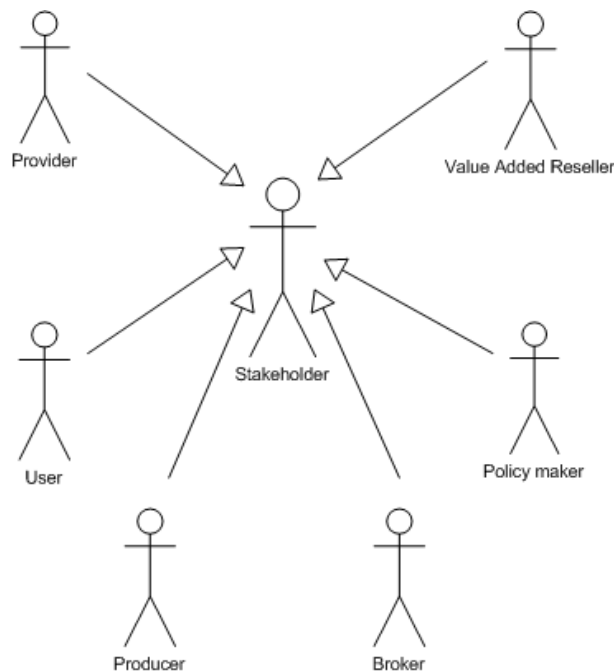 Provider
Value Added Reseller
Stakeholder
User
Policy maker
Producer
Broker